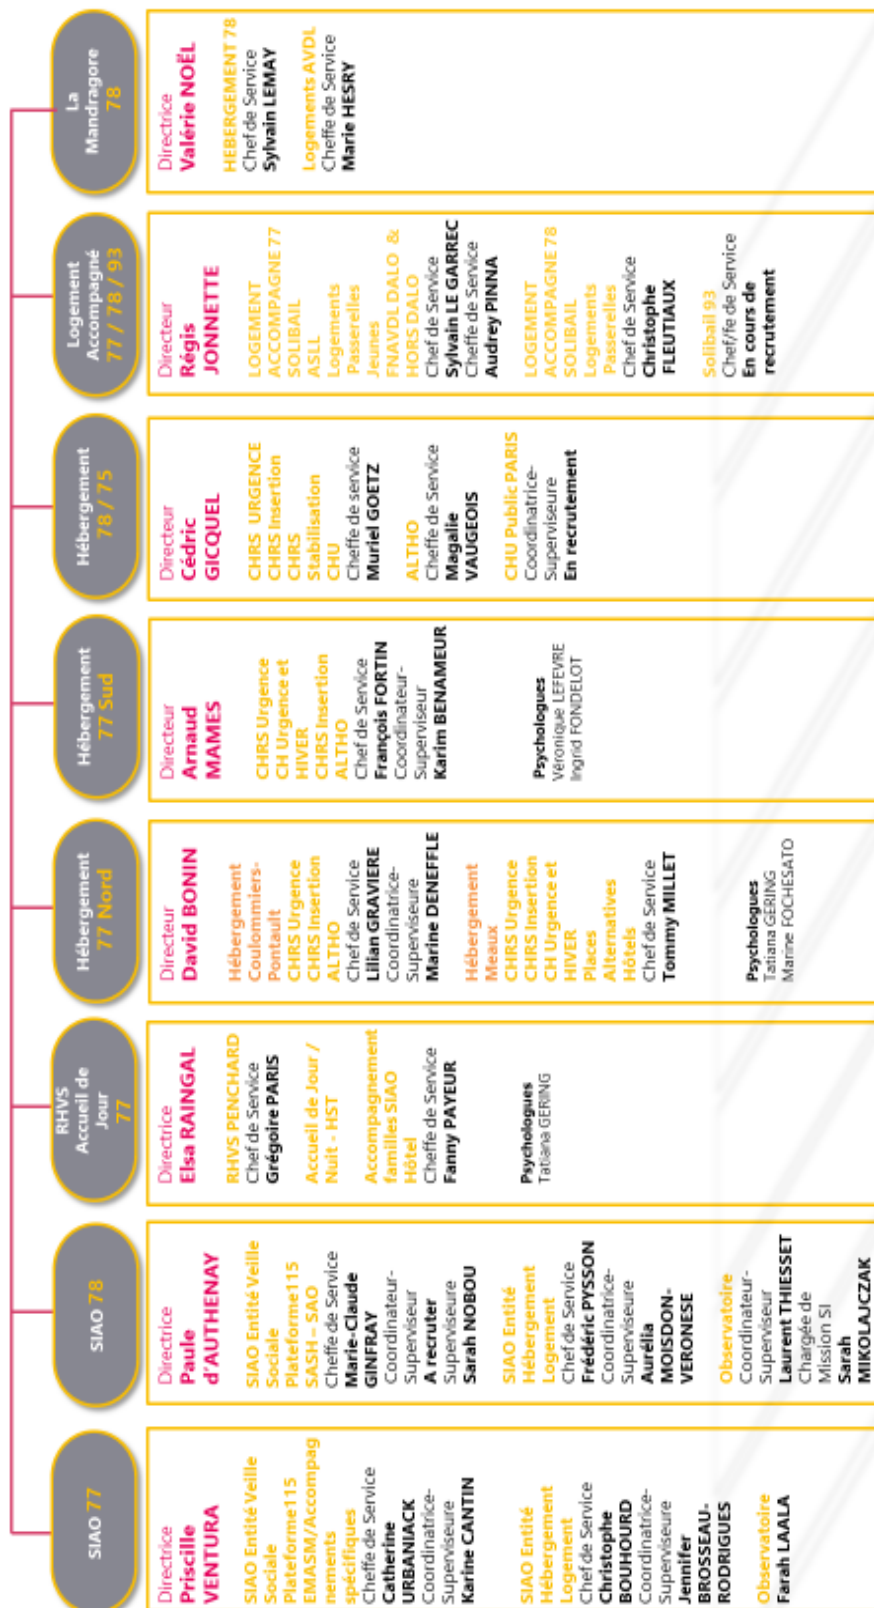 SIAO 77
Directrice
Priscille
VENTURA
SIAO Entité Veille
Sociale
Plateforme115
EMASM/Accompag
nements
spécifiques
Cheffe de Service
Catherine
URBANIACK
Coordinatrice-
Superviseure
Karine CANTIN
SIAO Entité
Hébergement
Logement
Chef de Service
Christophe
BOUHOURD
Coordinatrice-
Superviseure
Jennifer
BROSSEAU-
RODRIGUES
Observatoire
Farah LAALA
SIAO 78
Directrice
Paule
d'AUTHENAY
SIAO Entité Veille
Sociale
Plateforme115
SASH – SAO
Cheffe de Service
Marie-Claude
GINFRAY
Coordinateur-
Superviseur
A recruter
Superviseure
Sarah NOBOU
SIAO Entité
Hébergement
Logement
Chef de Service
Frédéric PYSSON
Coordinatrice-
Superviseure
Aurélia
MOISDON-
VERONESE
Observatoire
Coordinateur-
Superviseur
Laurent THIESSET
Chargée de
Mission SI
Sarah
MIKOLAJCZAK
RHVS
Accueil de
Jour
77
Directrice
Elsa RAINGAL
RHVS PENCHARD
Chef de Service
Grégoire PARIS
Accueil de Jour /
Nuit - HST
Accompagnement
familles SIAO
Hôtel
Cheffe de Service
Fanny PAYEUR
Psychologues
Tatiana GERING
Hébergement
77 Nord
Directeur
David BONIN
Hébergement
Coulommiers-
Pontault
CHRS Urgence
CHRS Insertion
ALTHO
Chef de Service
Lilian GRAVIERE
Coordinatrice-
Superviseure
Marine DENEFFLE
Hébergement
Meaux
CHRS Urgence
CHRS Insertion
CH Urgence et
HIVER
Places
Alternatives
Hôtels
Chef de Service
Tommy MILLET
Psychologues
Tatiana GERING
Marine FOCHESATO
Hébergement
77 Sud
Directeur
Arnaud
MAMES
CHRS Urgence
CH Urgence et
HIVER
CHRS Insertion
ALTHO
Chef de Service
François FORTIN
Coordinateur-
Superviseur
Karim BENAMEUR
Psychologues
Véronique LEFEVRE
Ingrid FONDELOT
Hébergement
78 / 75
Directeur
Cédric
GICQUEL
CHRS URGENCE
CHRS Insertion
CHRS
Stabilisation
CHU
Cheffe de service
Muriel GOETZ
ALTHO
Cheffe de Service
Magalie
VAUGEOIS
CHU Public PARIS
Coordinatrice-
Superviseure
En recrutement
Logement
Accompagné
77 / 78 / 93
Directeur
Régis
JONNETTE
LOGEMENT
ACCOMPAGNE 77
SOLIBAIL
ASLL
Logements
Passerelles
Jeunes
FNAVDL DALO &
HORS DALO
Chef de Service
Sylvain LE GARREC
Cheffe de Service
Audrey PINNA
LOGEMENT
ACCOMPAGNE 78
SOLIBAIL
Logements
Passerelles
Chef de Service
Christophe
FLEUTIAUX
Solibail 93
Chef/fe de Service
En cours de
recrutement
La
Mandragore
78
Directrice
Valérie NOËL
HEBERGEMENT 78
Chef de Service
Sylvain LEMAY
Logements AVDL
Cheffe de Service
Marie HESRY